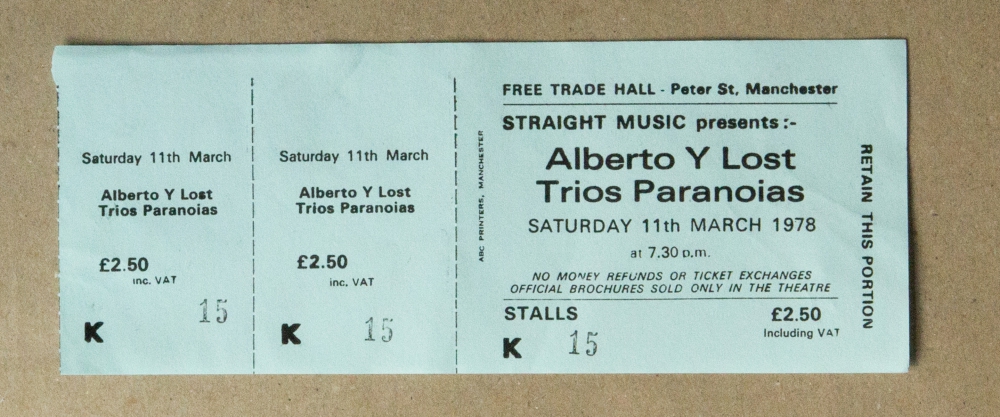 Saturday 11th March
Alberto Y Lost
Trios Paranoias
£2.50
inc. VAT
K 15
Saturday 11th March
Alberto Y Lost
Trios Paranoias
£2.50
inc. VAT
K 15
ABC PRINTERS, MANCHESTER
FREE TRADE HALL - Peter St, Manchester
STRAIGHT MUSIC presents:-
Alberto Y Lost
Trios Paranoias
SATURDAY 11th MARCH 1978
at 7.30 p.m.
NO MONEY REFUNDS OR TICKET EXCHANGES
OFFICIAL BROCHURES SOLD ONLY IN THE THEATRE
STALLS £2.50
Including VAT
K 15
RETAIN THIS PORTION